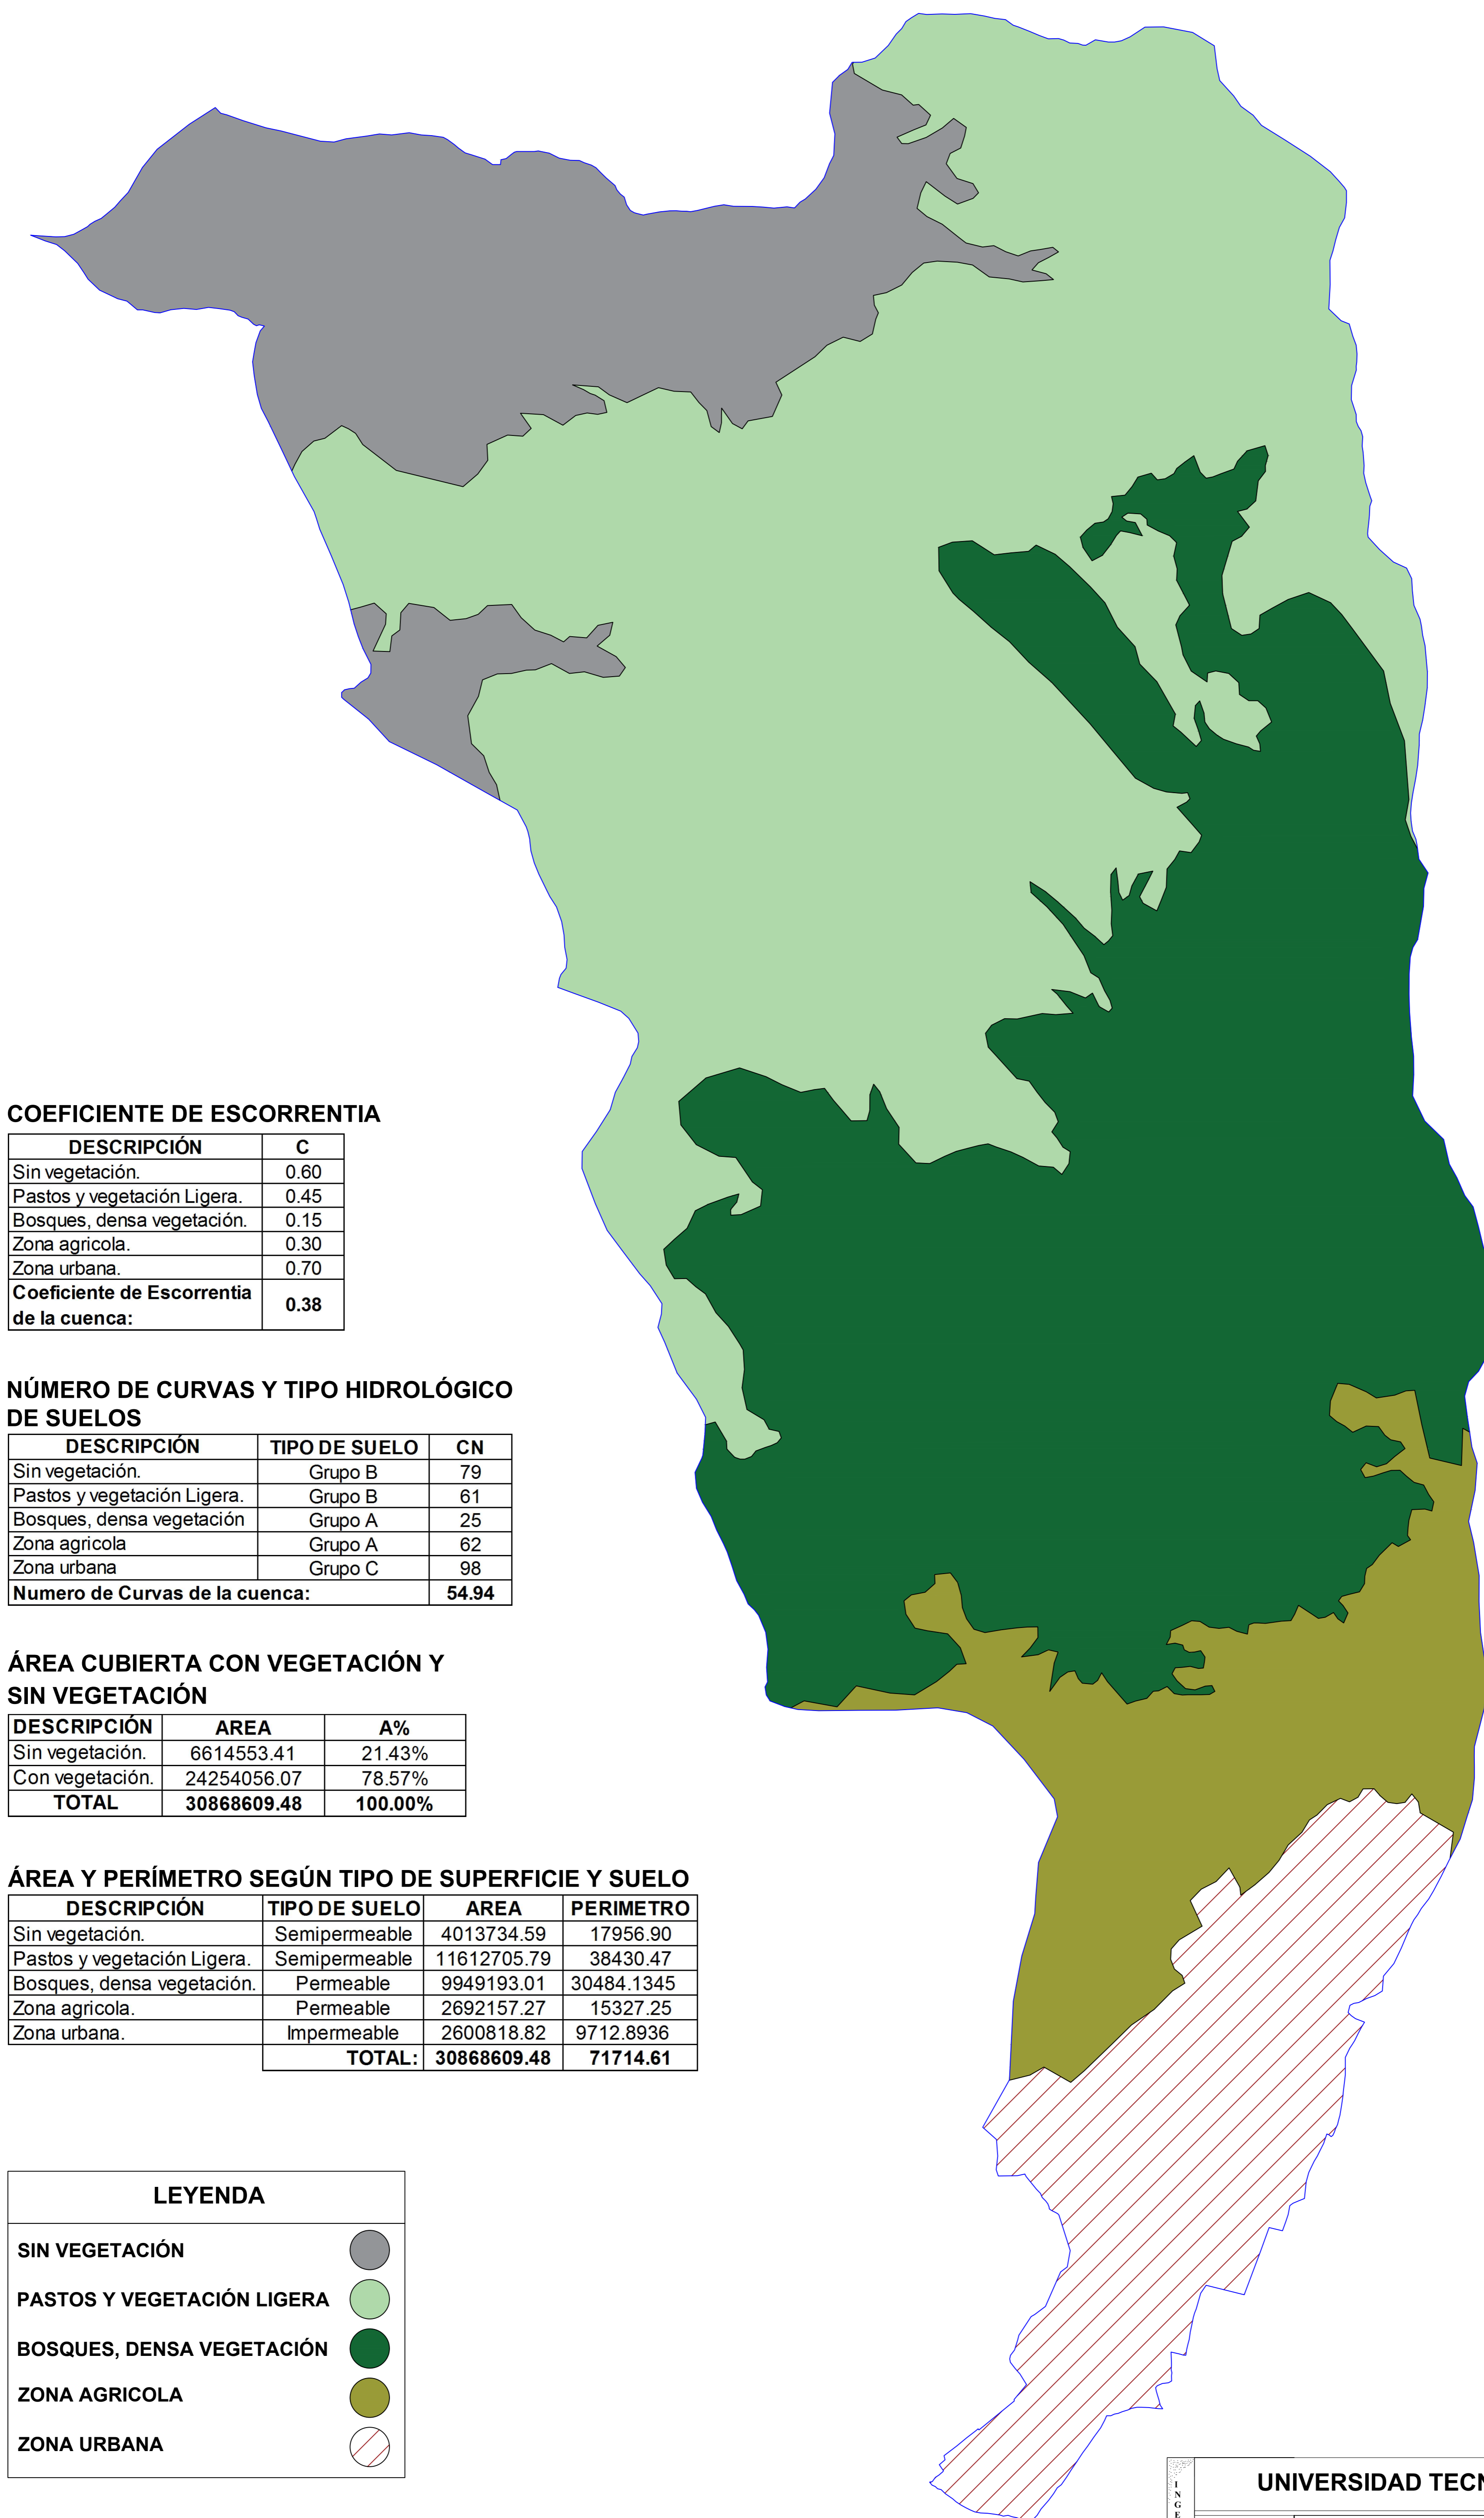 COEFICIENTE DE ESCORRENTIA
DESCRIPCIÓN C
Sin vegetación. 0.60
Pastos y vegetación Ligera. 0.45
Bosques, densa vegetación. 0.15
Zona agricola. 0.30
Zona urbana. 0.70
Coeficiente de Escorrentia
de la cuenca: 0.38
NÚMERO DE CURVAS Y TIPO HIDROLÓGICO
DE SUELOS
DESCRIPCIÓN TIPO DE SUELO CN
Sin vegetación. Grupo B 79
Pastos y vegetación Ligera. Grupo B 61
Bosques, densa vegetación Grupo A 25
Zona agricola Grupo A 62
Zona urbana Grupo C 98
Numero de Curvas de la cuenca: 54.94
ÁREA CUBIERTA CON VEGETACIÓN Y
SIN VEGETACIÓN
DESCRIPCIÓN AREA A%
Sin vegetación. 6614553.41 21.43%
Con vegetación. 24254056.07 78.57%
TOTAL 30868609.48 100.00%
ÁREA Y PERÍMETRO SEGÚN TIPO DE SUPERFICIE Y SUELO
DESCRIPCIÓN TIPO DE SUELO AREA PERIMETRO
Sin vegetación. Semipermeable 4013734.59 17956.90
Pastos y vegetación Ligera. Semipermeable 11612705.79 38430.47
Bosques, densa vegetación. Permeable 9949193.01 30484.1345
Zona agricola. Permeable 2692157.27 15327.25
Zona urbana. Impermeable 2600818.82 9712.8936
TOTAL: 30868609.48 71714.61
LEYENDA
SIN VEGETACIÓN
PASTOS Y VEGETACIÓN LIGERA
BOSQUES, DENSA VEGETACIÓN
ZONA AGRICOLA
ZONA URBANA
UNIVERSIDAD TECN
I
N
G
E